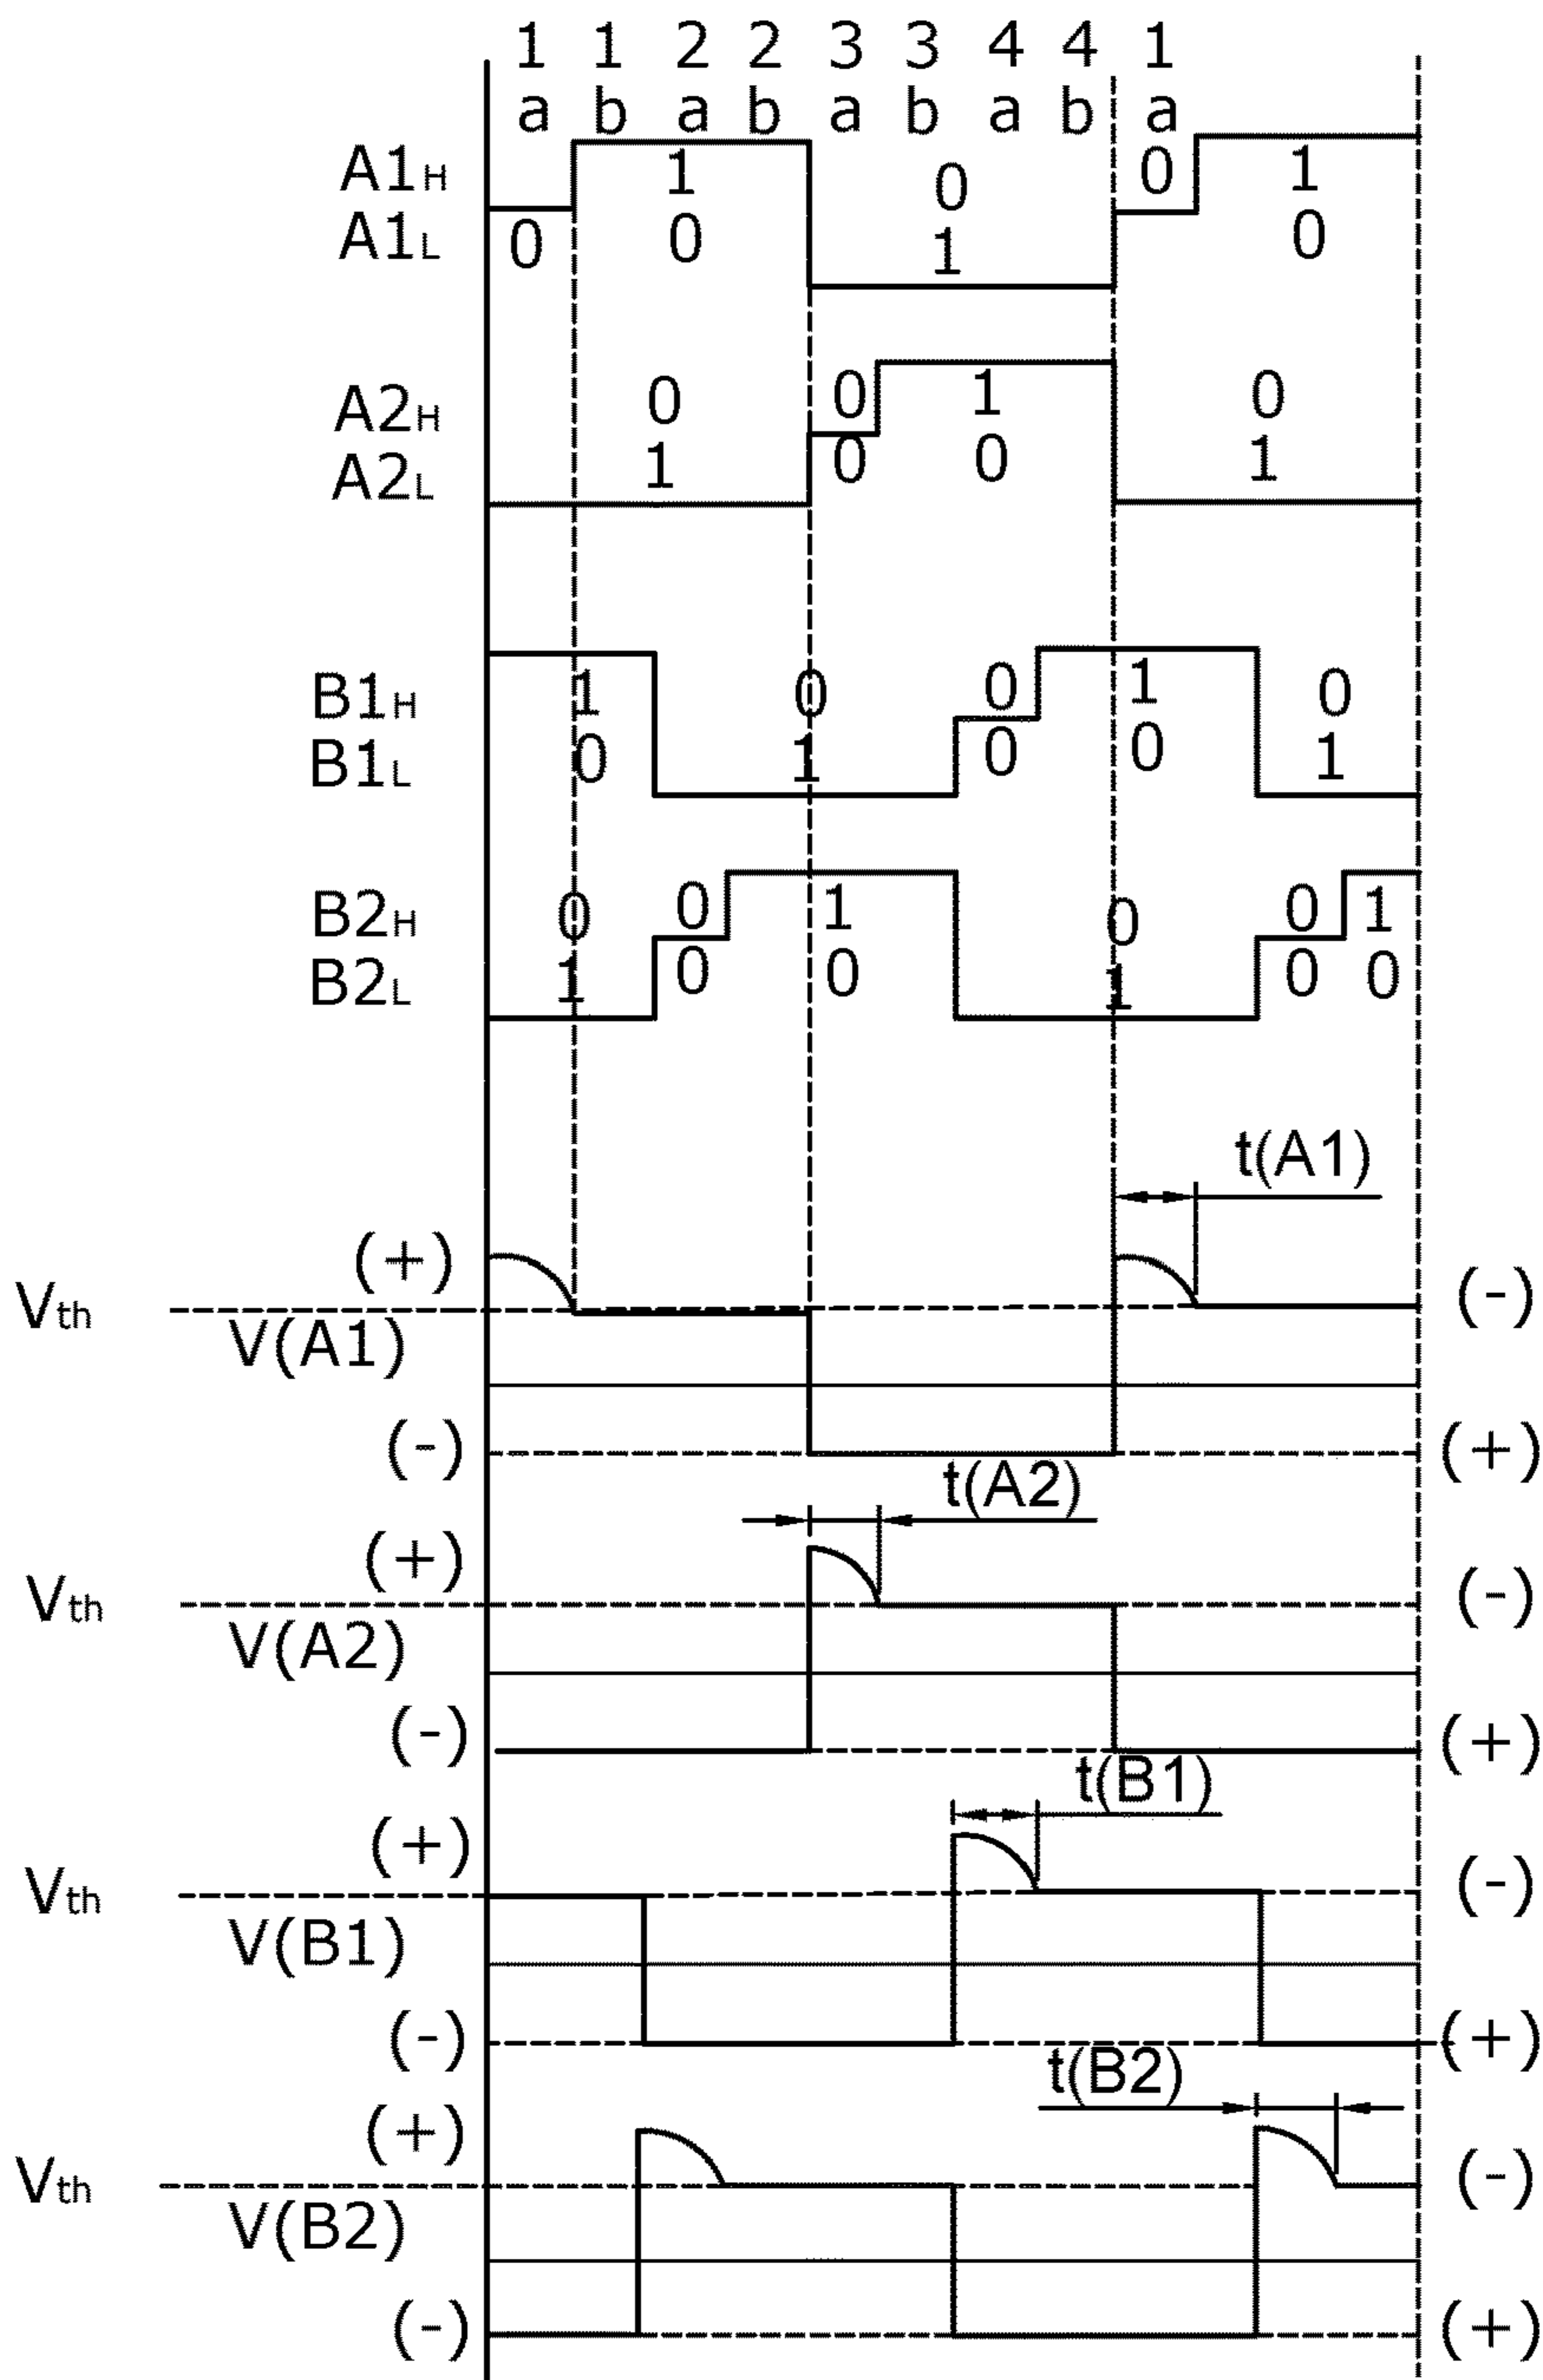 1 1 2 2 3 3 4 4 1
a b a b a b a b a
A1H 1 0 0 1
A1L 0 0 1 0
A2H 0 0 1 0
A2L 1 0 0 1
B1H 1 0 0 1 0
B1L 0 1 0 0 1
B2H 0 0 1 0 0 1
B2L 1 0 0 1 0 0
t(A1)
(+)
Vth (-)
V(A1)
(-) (+)
t(A2)
(+)
Vth (-)
V(A2)
(-) (+)
t(B1)
(+)
Vth (-)
V(B1)
(-) (+)
t(B2)
(+)
Vth (-)
V(B2)
(-) (+)